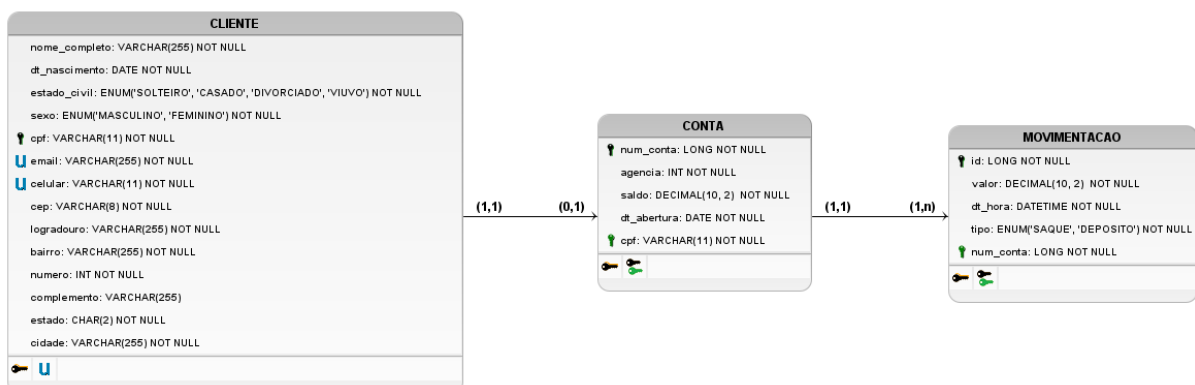 CLIENTE
nome_completo: VARCHAR(255) NOT NULL
dt_nascimento: DATE NOT NULL
estado_civil: ENUM('SOLTEIRO', 'CASADO', 'DIVORCIADO', 'VIUVO') NOT NULL
sexo: ENUM('MASCULINO', 'FEMININO') NOT NULL
cpf: VARCHAR(11) NOT NULL
U email: VARCHAR(255) NOT NULL
U celular: VARCHAR(11) NOT NULL
cep: VARCHAR(8) NOT NULL
logradouro: VARCHAR(255) NOT NULL
bairro: VARCHAR(255) NOT NULL
numero: INT NOT NULL
complemento: VARCHAR(255)
estado: CHAR(2) NOT NULL
cidade: VARCHAR(255) NOT NULL
U
(1,1) (0,1)
CONTA
num_conta: LONG NOT NULL
agencia: INT NOT NULL
saldo: DECIMAL(10, 2) NOT NULL
dt_abertura: DATE NOT NULL
cpf: VARCHAR(11) NOT NULL
(1,1) (1,n)
MOVIMENTACAO
id: LONG NOT NULL
valor: DECIMAL(10, 2) NOT NULL
dt_hora: DATETIME NOT NULL
tipo: ENUM('SAQUE', 'DEPOSITO') NOT NULL
num_conta: LONG NOT NULL